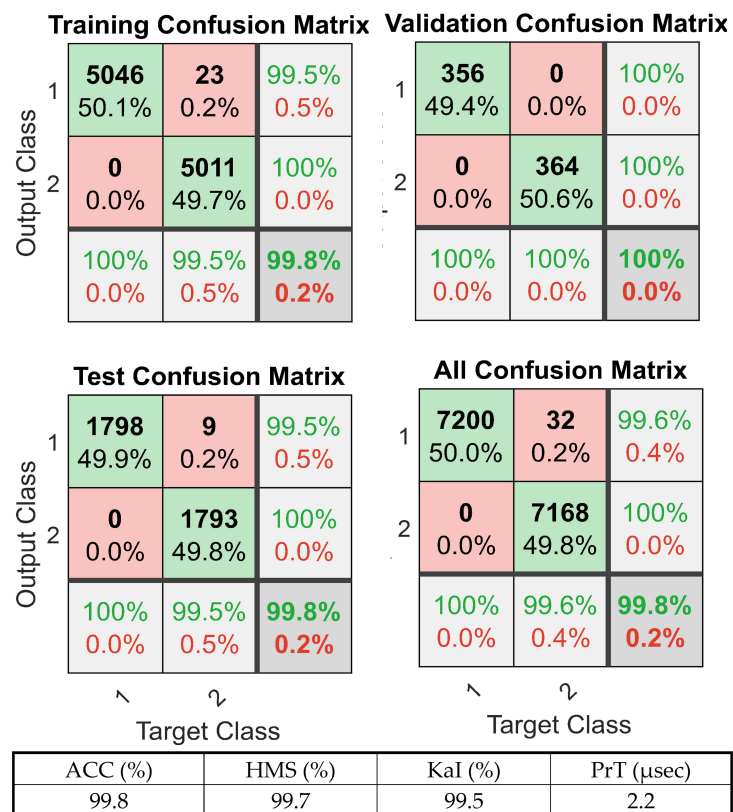 Training Confusion Matrix
Validation Confusion Matrix
Output Class
1
5046 23 99.5%
50.1% 0.2% 0.5%
2
0 5011 100%
0.0% 49.7% 0.0%
100% 99.5% 99.8%
0.0% 0.5% 0.2%
1
356 0 100%
49.4% 0.0% 0.0%
2
0 364 100%
0.0% 50.6% 0.0%
100% 100% 100%
0.0% 0.0% 0.0%
Test Confusion Matrix
All Confusion Matrix
Output Class
1
1798 9 99.5%
49.9% 0.2% 0.5%
2
0 1793 100%
0.0% 49.8% 0.0%
100% 99.5% 99.8%
0.0% 0.5% 0.2%
1 2
Target Class
1
7200 32 99.6%
50.0% 0.2% 0.4%
2
0 7168 100%
0.0% 49.8% 0.0%
100% 99.6% 99.8%
0.0% 0.4% 0.2%
1 2
Target Class
ACC (%) HMS (%) KaI (%) PrT (μsec)
99.8 99.7 99.5 2.2